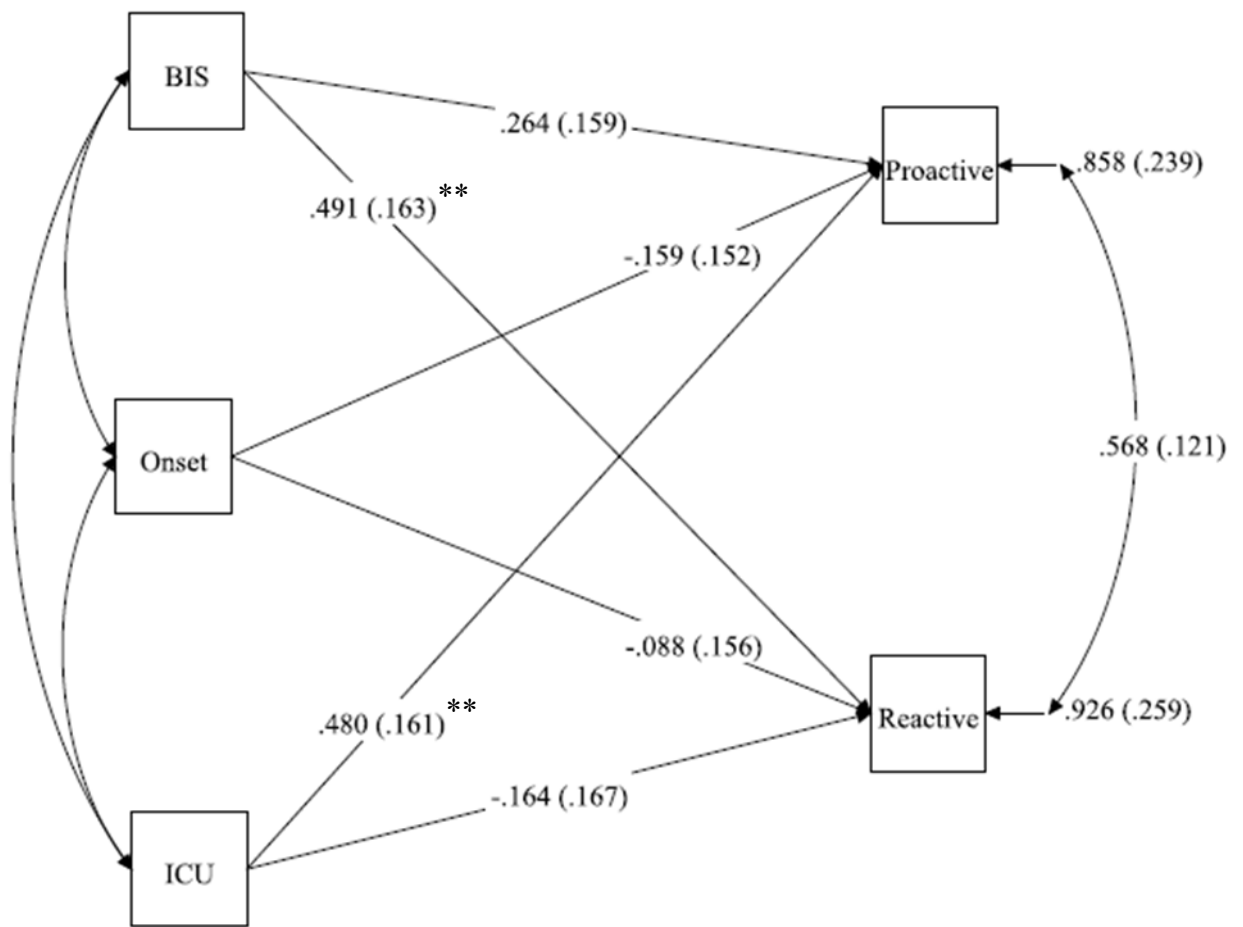 BIS
.264 (.159)
Proactive
.858 (.239)
.491 (.163)**
-.159 (.152)
Onset
.568 (.121)
-.088 (.156)
.480 (.161)**
Reactive
.926 (.259)
-.164 (.167)
ICU